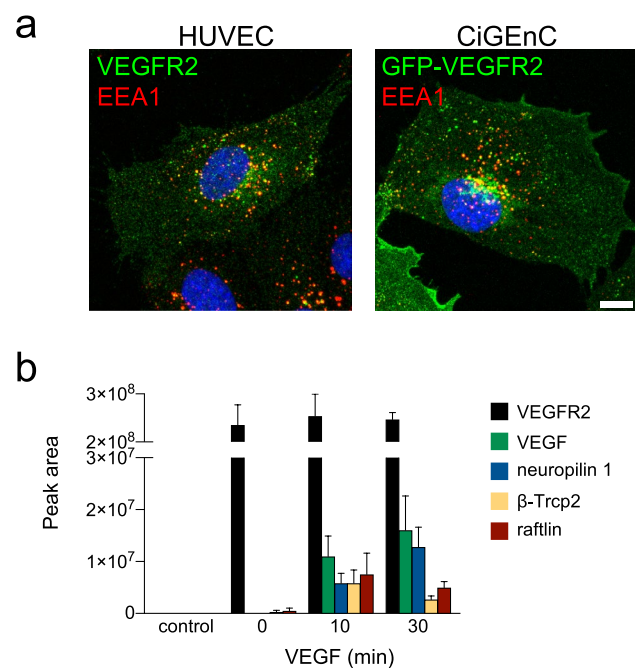 a
HUVEC
CiGEnC
VEGFR2
EEA1
GFP-VEGFR2
EEA1
b
3×10⁸
2×10⁸
3×10⁷
2×10⁷
1×10⁷
0
Peak area
control 0 10 30
VEGF (min)
VEGFR2
VEGF
neuropilin 1
β-Trcp2
raftlin